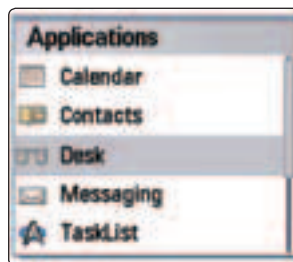 Applications
Calendar
Contacts
Desk
Messaging
TaskList